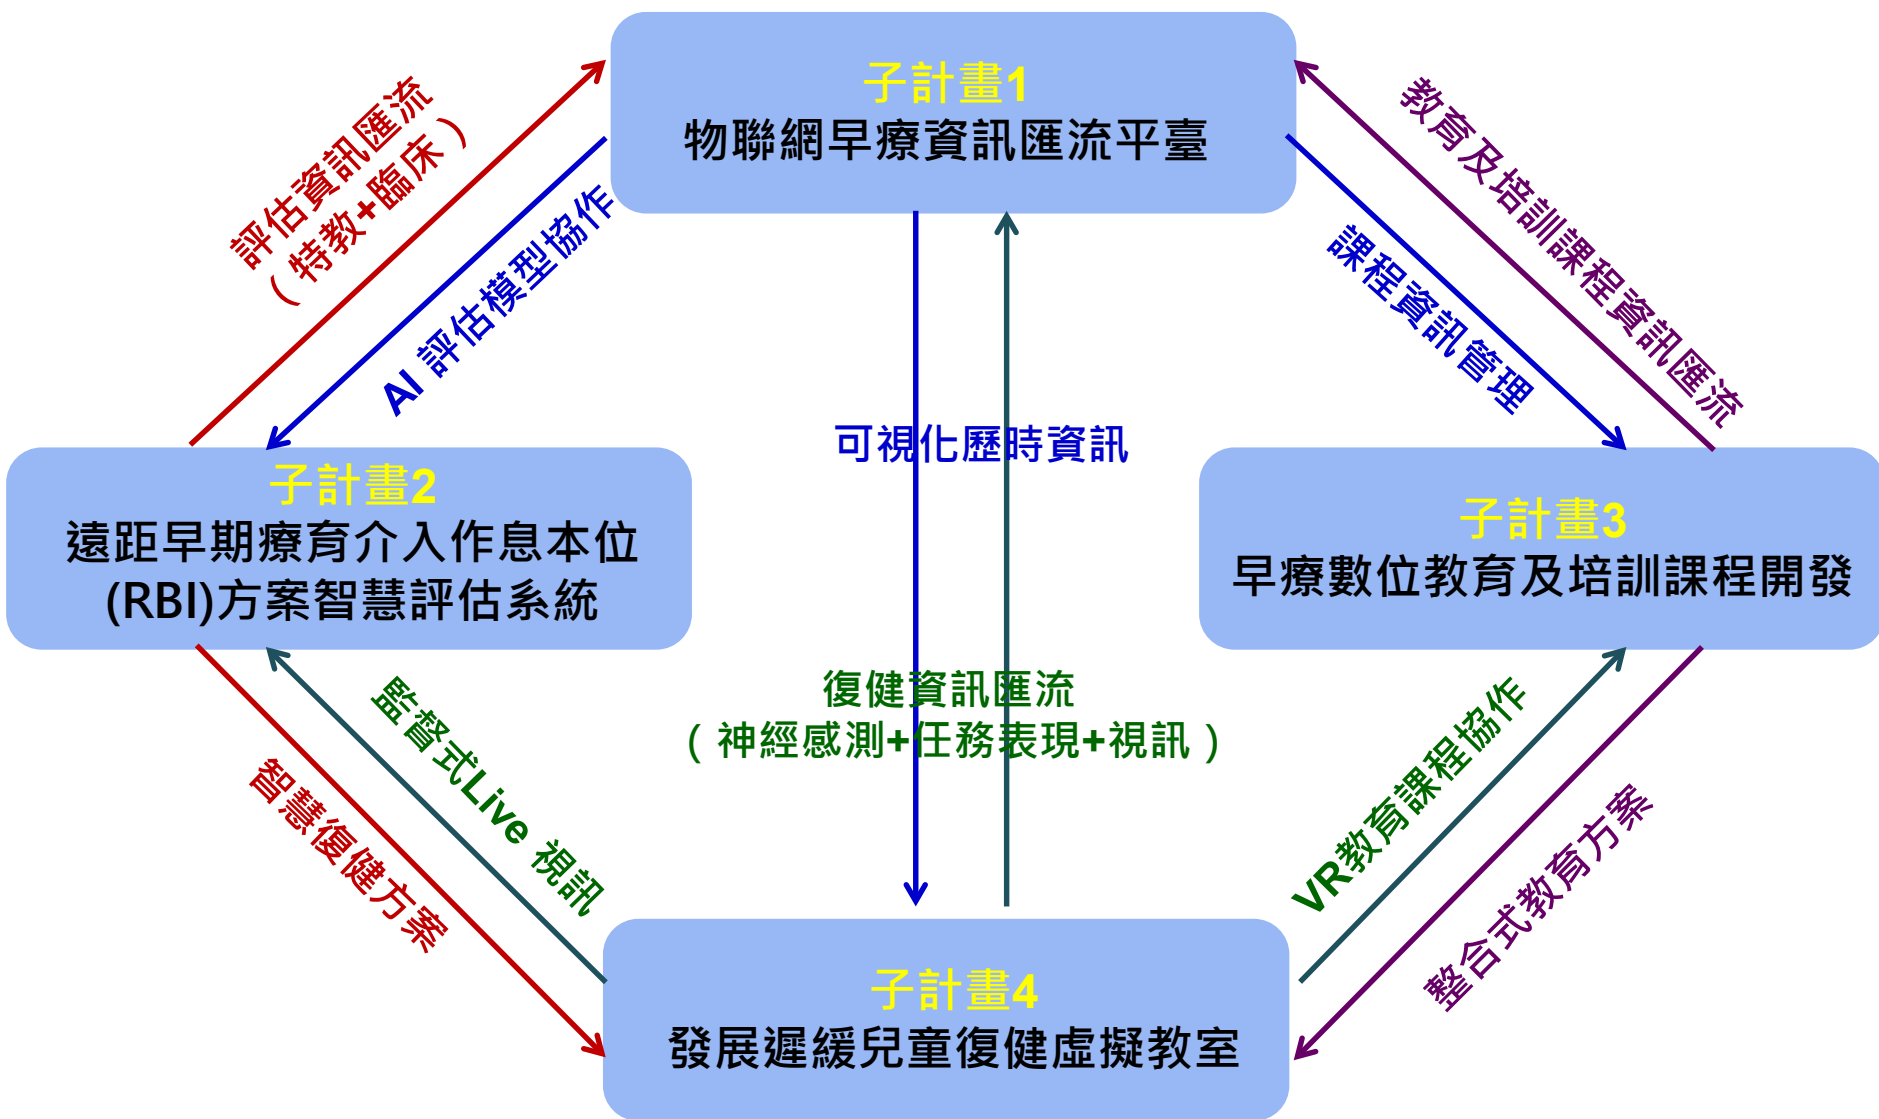 子計畫1
物聯網早療資訊匯流平臺
評估資訊匯流
（特教+臨床）
AI 評估模型協作
教育及培訓課程資訊匯流
課程資訊管理
可視化歷時資訊
子計畫2
遠距早期療育介入作息本位
(RBI)方案智慧評估系統
子計畫3
早療數位教育及培訓課程開發
復健資訊匯流
（神經感測+任務表現+視訊）
監督式Live 視訊
智慧復健方案
VR教育課程協作
整合式教育方案
子計畫4
發展遲緩兒童復健虛擬教室